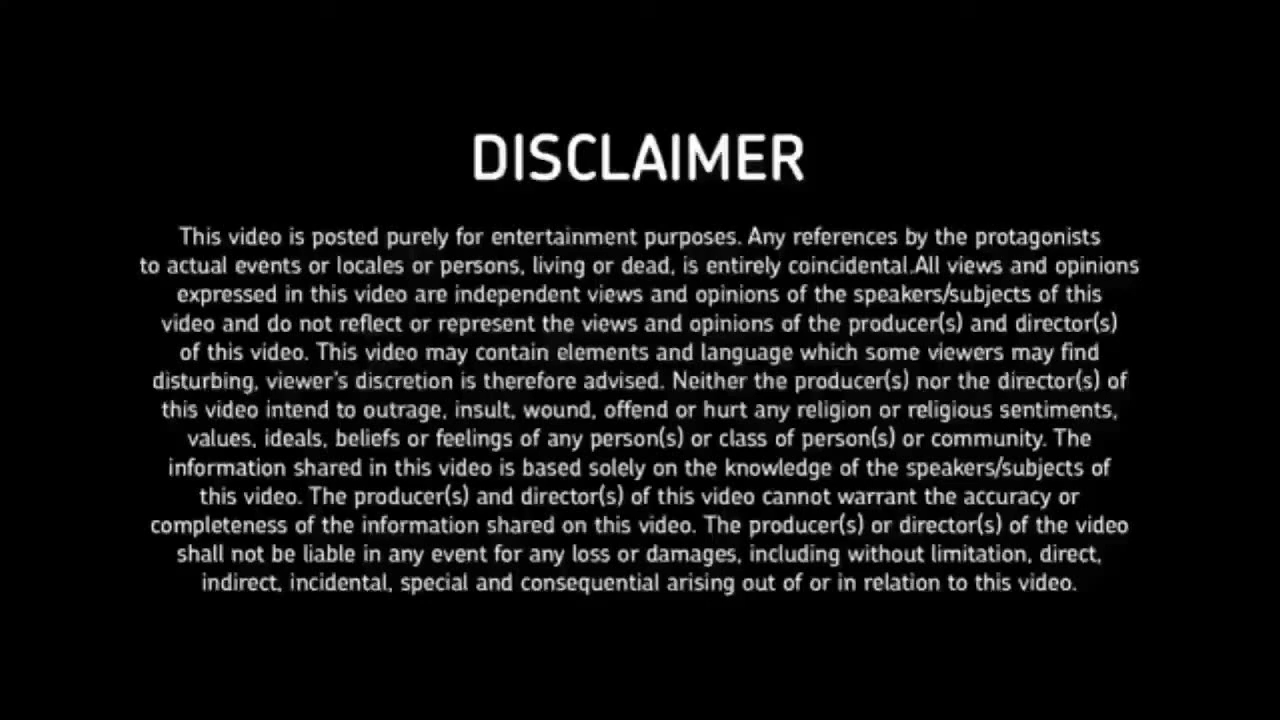 DISCLAIMER
This video is posted purely for entertainment purposes. Any references by the protagonists
to actual events or locales or persons, living or dead, is entirely coincidental.All views and opinions
expressed in this video are independent views and opinions of the speakers/subjects of this
video and do not reflect or represent the views and opinions of the producer(s) and director(s)
of this video. This video may contain elements and language which some viewers may find
disturbing, viewer's discretion is therefore advised. Neither the producer(s) nor the director(s) of
this video intend to outrage, insult, wound, offend or hurt any religion or religious sentiments,
values, ideals, beliefs or feelings of any person(s) or class of person(s) or community. The
information shared in this video is based solely on the knowledge of the speakers/subjects of
this video. The producer(s) and director(s) of this video cannot warrant the accuracy or
completeness of the information shared on this video. The producer(s) or director(s) of the video
shall not be liable in any event for any loss or damages, including without limitation, direct,
indirect, incidental, special and consequential arising out of or in relation to this video.